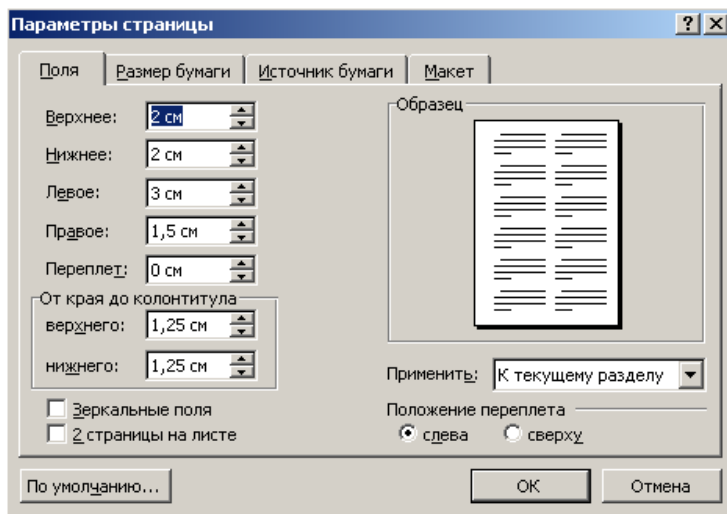 Параметры страницы
Поля Размер бумаги Источник бумаги Макет
Верхнее: 2 см
Нижнее: 2 см
Левое: 3 см
Правое: 1,5 см
Переплет: 0 см
От края до колонтитула
верхнего: 1,25 см
нижнего: 1,25 см
Зеркальные поля
2 страницы на листе
Образец
Применить: К текущему разделу
Положение переплета
слева сверху
По умолчанию... ОК Отмена